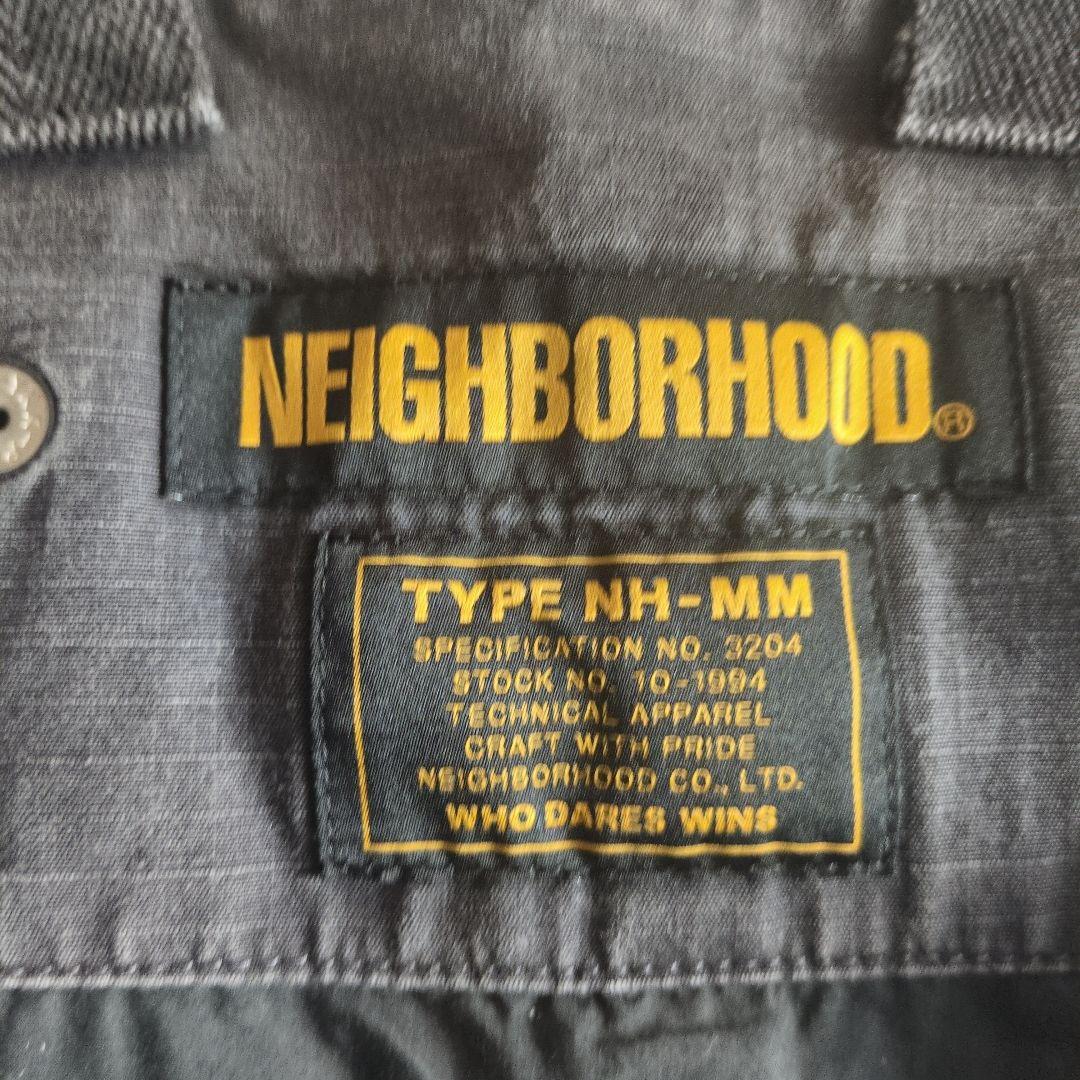 NEIGHBORHOOD®
TYPE NH-MM
SPECIFICATION NO. 3204
STOCK NO. 10-1994
TECHNICAL APPAREL
CRAFT WITH PRIDE
NEIGHBORHOOD CO., LTD.
WHO DARES WINS